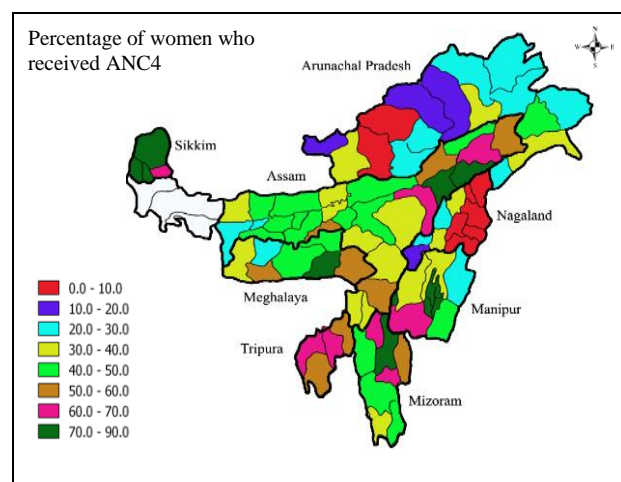 Percentage of women who
received ANC4
N
W E
S
Arunachal Pradesh
Sikkim
Assam
Nagaland
Meghalaya
Manipur
Tripura
Mizoram
0.0 - 10.0
10.0 - 20.0
20.0 - 30.0
30.0 - 40.0
40.0 - 50.0
50.0 - 60.0
60.0 - 70.0
70.0 - 90.0